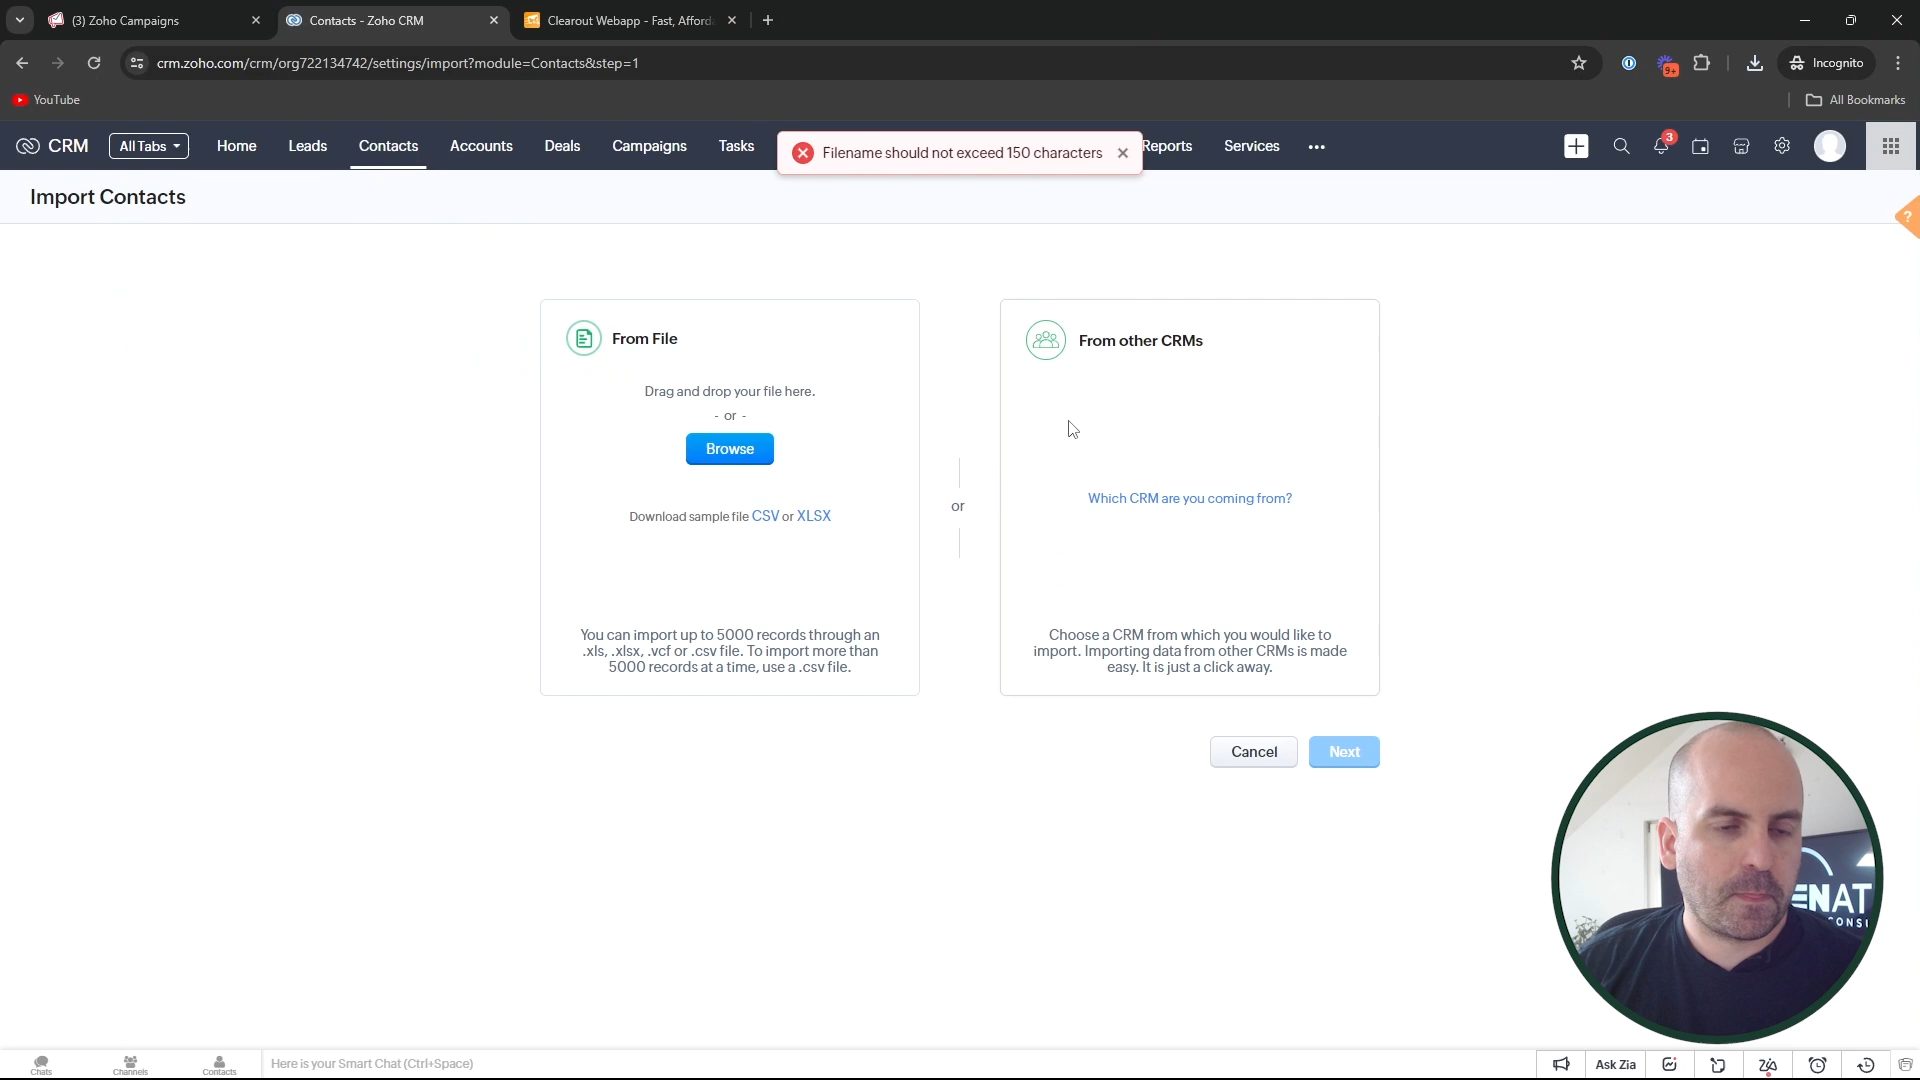 (3) Zoho Campaigns
Contacts - Zoho CRM
Clearout Webapp - Fast, Afforda
crm.zoho.com/crm/org722134742/settings/import?module=Contacts&step=1
9+
Incognito
YouTube
All Bookmarks
CRM
All Tabs
Home
Leads
Contacts
Accounts
Deals
Campaigns
Tasks
Filename should not exceed 150 characters
Reports
Services
3
Import Contacts
?
From File
Drag and drop your file here.
- or -
Browse
Download sample file CSV or XLSX
You can import up to 5000 records through an
.xls, .xlsx, .vcf or .csv file. To import more than
5000 records at a time, use a .csv file.
or
From other CRMs
Which CRM are you coming from?
Choose a CRM from which you would like to
import. Importing data from other CRMs is made
easy. It is just a click away.
Cancel
Next
ENAT
CONSU
Chats
Channels
Contacts
Here is your Smart Chat (Ctrl+Space)
Ask Zia